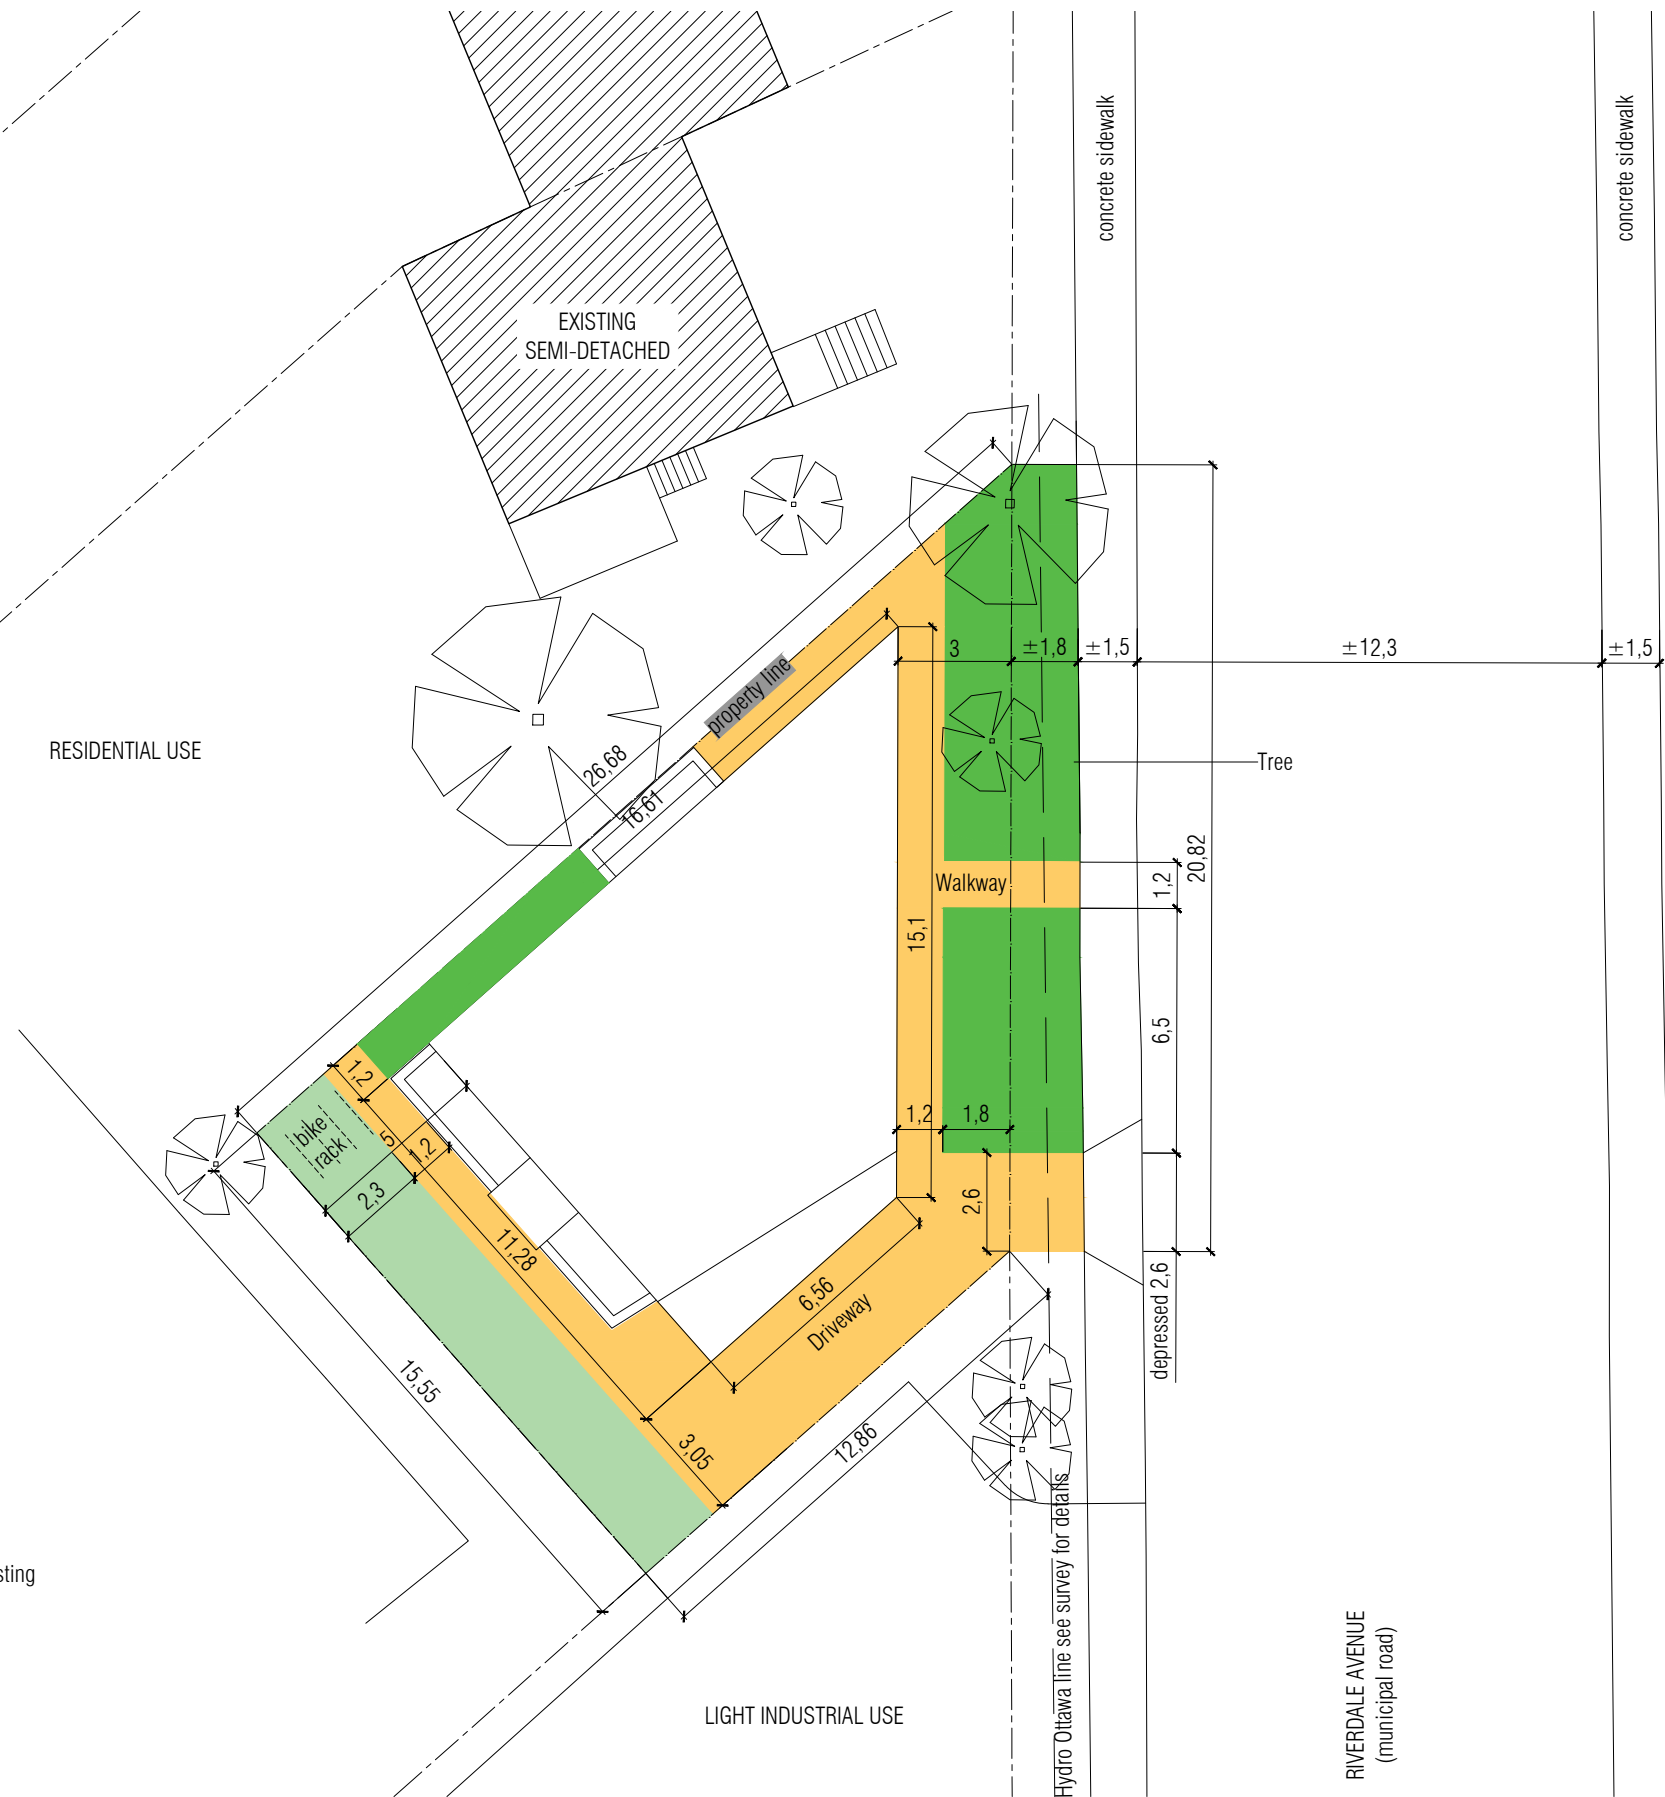 concrete sidewalk
concrete sidewalk
EXISTING
SEMI-DETACHED
3
±1,8
±1,5
±12,3
±1,5
property line
RESIDENTIAL USE
26,68
16,61
Tree
20,82
1,2
Walkway
15,1
6,5
1,2
1,2
1,8
bike
rack
5
1,2
2,3
2,6
11,28
6,56
Driveway
depressed 2,6
15,55
3,05
12,86
Hydro Ottawa line see survey for details
sting
RIVERDALE AVENUE
(municipal road)
LIGHT INDUSTRIAL USE